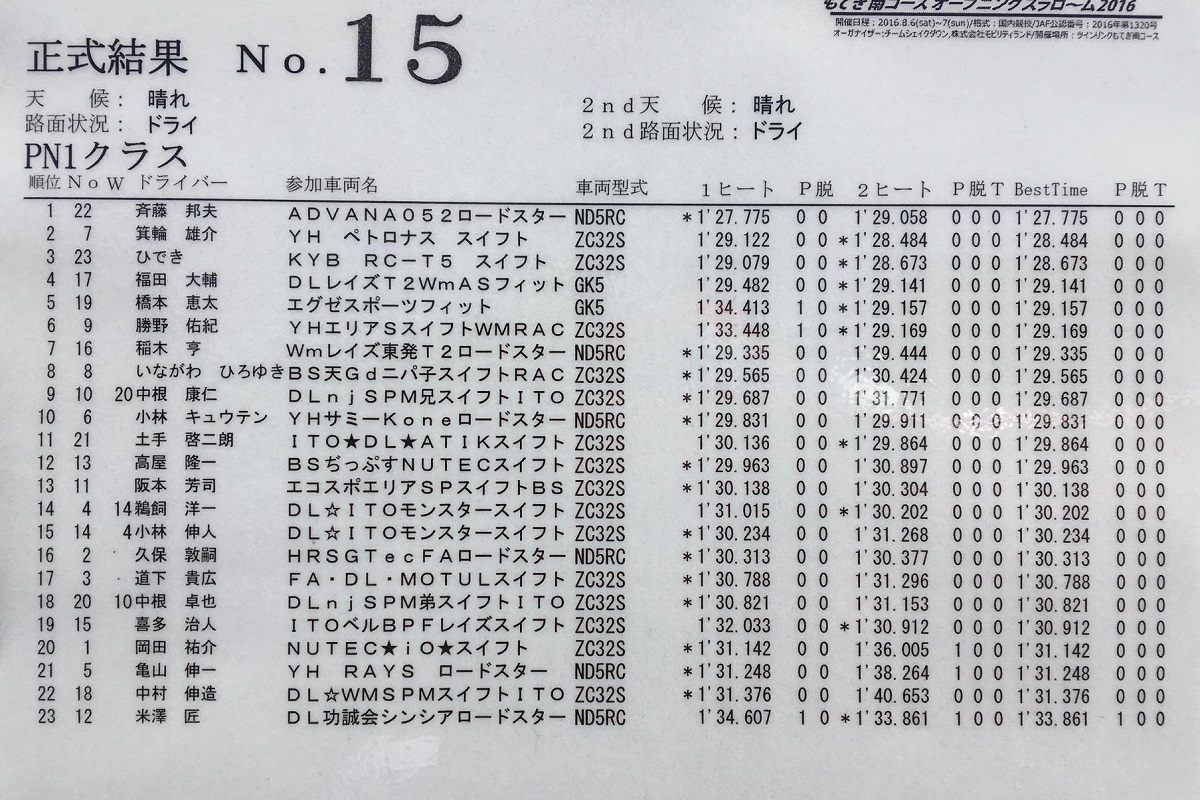 もてぎ南コース オープニングスラローム2016
開催日程：2016.8.6(sat)~7(sun)/格式：国内競技/JAF公認番号：2016年第1320号
オーガナイザー:チームシェイクダウン,株式会社モビリティランド/開催場所：ツインリンクもてぎ南コース
正式結果 No.15
天　候： 晴れ 2nd天　候： 晴れ
路面状況： ドライ 2nd路面状況： ドライ
PN1クラス
順位 No W ドライバー 参加車両名 車両型式 1ヒート P脱 2ヒート P脱T BestTime P脱T
1 22 斉藤 邦夫 ADVANA052ロードスター ND5RC *1'27.775 0 0 1'29.058 0 0 0 1'27.775 0 0 0
2 7 箕輪 雄介 YH ペトロナス スイフト ZC32S 1'29.122 0 0 *1'28.484 0 0 0 1'28.484 0 0 0
3 23 ひでき KYB RC-T5 スイフト ZC32S 1'29.079 0 0 *1'28.673 0 0 0 1'28.673 0 0 0
4 17 福田 大輔 DLレイズT2WmASフィット GK5 1'29.482 0 0 *1'29.141 0 0 0 1'29.141 0 0 0
5 19 橋本 恵太 エグゼスポーツフィット GK5 1'34.413 1 0 *1'29.157 0 0 0 1'29.157 0 0 0
6 9 勝野 佑紀 YHエリアSスイフトWMRAC ZC32S 1'33.448 1 0 *1'29.169 0 0 0 1'29.169 0 0 0
7 16 稲木 亨 Wmレイズ東発T2ロードスター ND5RC *1'29.335 0 0 1'29.444 0 0 0 1'29.335 0 0 0
8 8 いながわ ひろゆき BS天Gdニパ子スイフトRAC ZC32S *1'29.565 0 0 1'30.424 0 0 0 1'29.565 0 0 0
9 10 20 中根 康仁 DLnjSPM兄スイフトITO ZC32S *1'29.687 0 0 1'31.771 0 0 0 1'29.687 0 0 0
10 6 小林 キュウテン YHサミーKoneロードスター ND5RC *1'29.831 0 0 1'29.911 0 0 0 1'29.831 0 0 0
11 21 土手 啓二朗 ITO★DL★ATIKスイフト ZC32S 1'30.136 0 0 *1'29.864 0 0 0 1'29.864 0 0 0
12 13 高屋 隆一 BSぢっぷすNUTECスイフト ZC32S *1'29.963 0 0 1'30.897 0 0 0 1'29.963 0 0 0
13 11 阪本 芳司 エコスポエリアSPスイフトBS ZC32S *1'30.138 0 0 1'30.304 0 0 0 1'30.138 0 0 0
14 4 14 鵜飼 洋一 DL☆ITOモンスタースイフト ZC32S 1'31.015 0 0 *1'30.202 0 0 0 1'30.202 0 0 0
15 14 4 小林 伸人 DL☆ITOモンスタースイフト ZC32S *1'30.234 0 0 1'31.268 0 0 0 1'30.234 0 0 0
16 2 久保 敦嗣 HRSGTecFAロードスター ND5RC *1'30.313 0 0 1'30.377 0 0 0 1'30.313 0 0 0
17 3 道下 貴広 FA・DL・MOTULスイフト ZC32S *1'30.788 0 0 1'31.296 0 0 0 1'30.788 0 0 0
18 20 10 中根 卓也 DLnjSPM弟スイフトITO ZC32S *1'30.821 0 0 1'31.153 0 0 0 1'30.821 0 0 0
19 15 喜多 治人 ITOベルBPFレイズスイフト ZC32S 1'32.033 0 0 *1'30.912 0 0 0 1'30.912 0 0 0
20 1 岡田 祐介 NUTEC★iO★スイフト ZC32S *1'31.142 0 0 1'36.005 1 0 0 1'31.142 0 0 0
21 5 亀山 伸一 YH RAYS ロードスター ND5RC *1'31.248 0 0 1'38.264 1 0 0 1'31.248 0 0 0
22 18 中村 伸造 DL☆WMSPMスイフトITO ZC32S *1'31.376 0 0 1'40.653 0 0 0 1'31.376 0 0 0
23 12 米澤 匠 DL功誠会シンシアロードスター ND5RC 1'34.607 1 0 *1'33.861 1 0 0 1'33.861 1 0 0